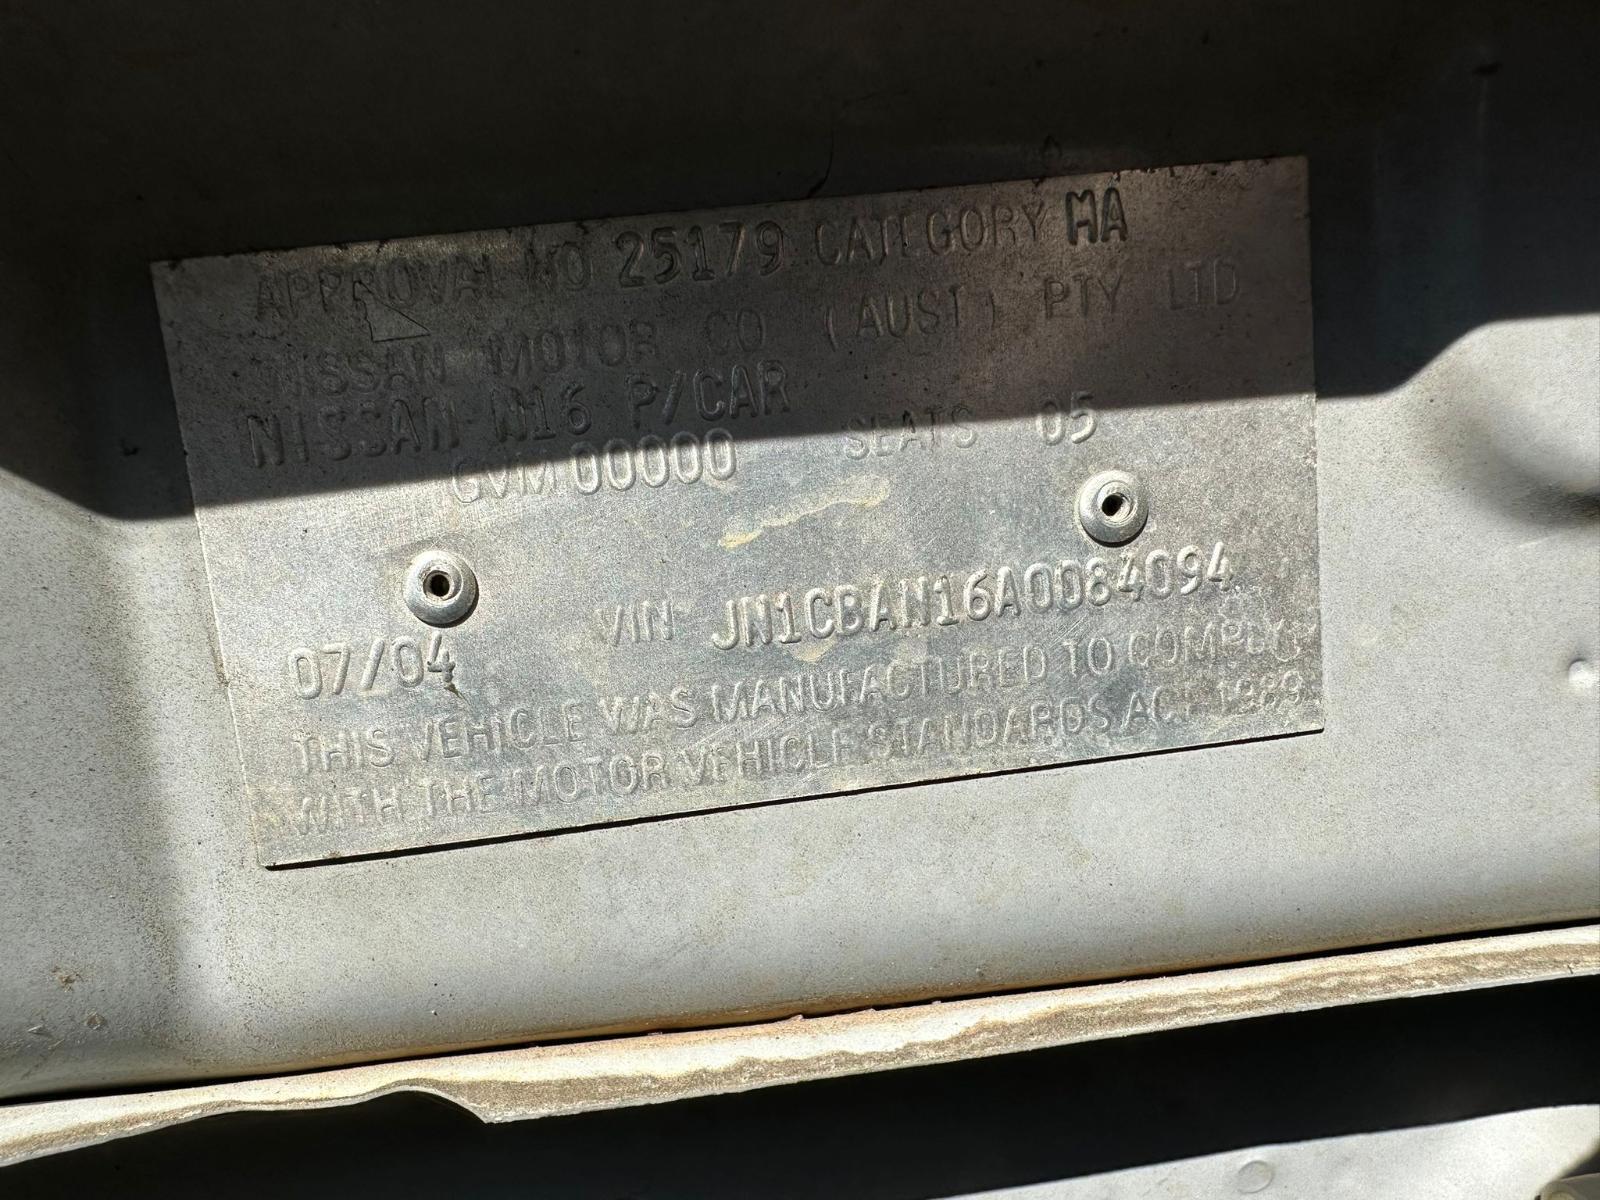 APPROVAL NO 25179 CATEGORY MA
NISSAN MOTOR CO (AUST) PTY LTD
NISSAN N16 P/CAR
GVM 00000 SEATS 05
07/04 VIN JN1CBAN16A0084094
THIS VEHICLE WAS MANUFACTURED TO COMPLY
WITH THE MOTOR VEHICLE STANDARDS ACT 1989